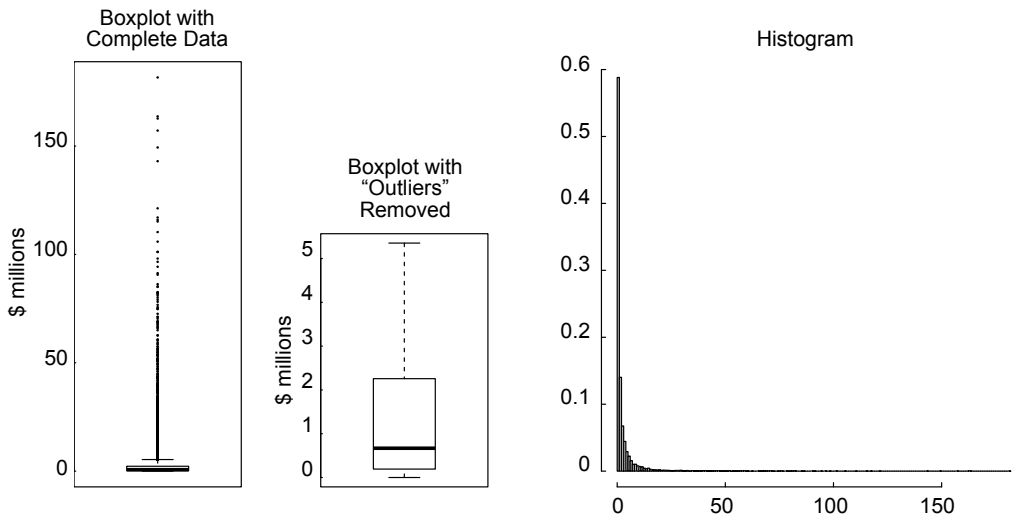 Boxplot with
Complete Data
$ millions
150
100
50
0
Boxplot with
“Outliers”
Removed
$ millions
5
4
3
2
1
0
Histogram
0.6
0.5
0.4
0.3
0.2
0.1
0
0 50 100 150